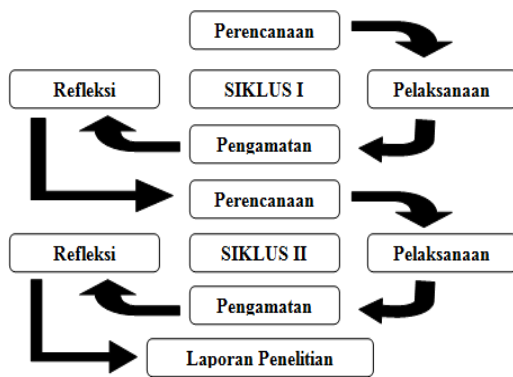 Perencanaan
Refleksi
SIKLUS I
Pelaksanaan
Pengamatan
Perencanaan
Refleksi
SIKLUS II
Pelaksanaan
Pengamatan
Laporan Penelitian